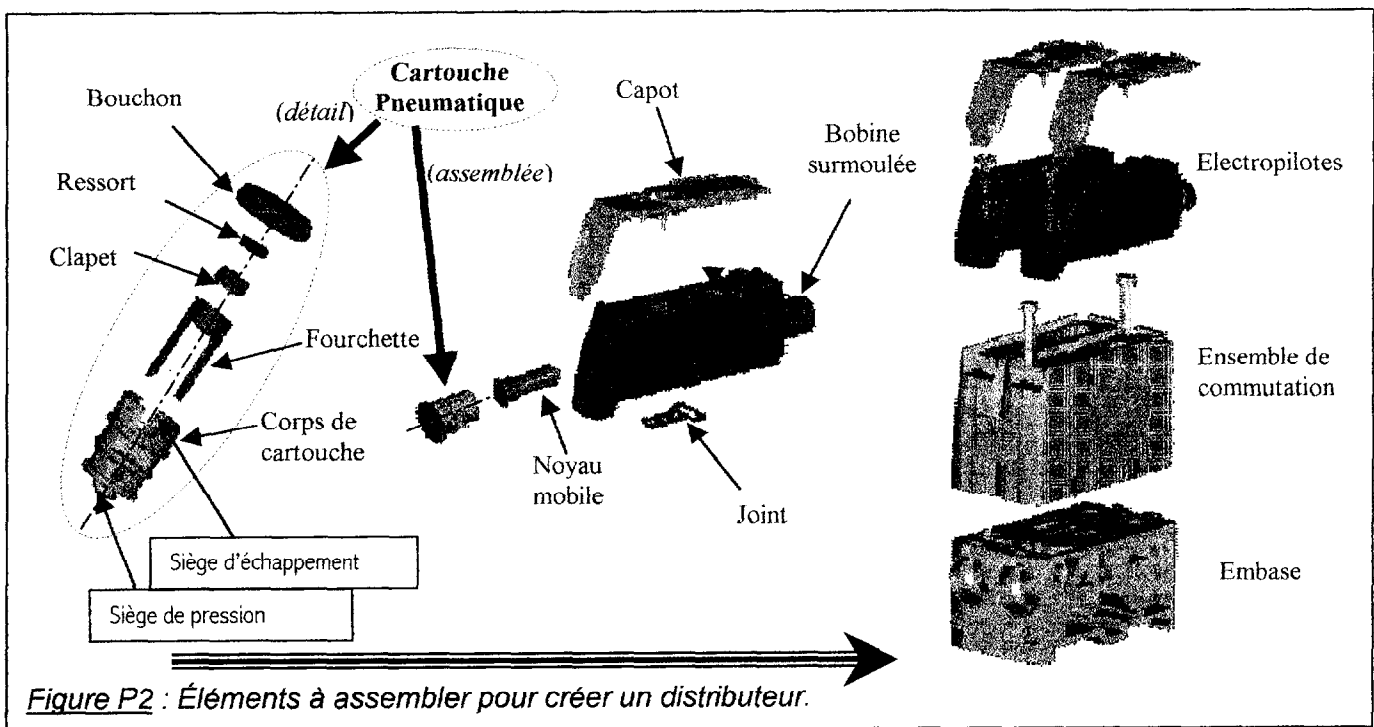 Cartouche
Pneumatique
Bouchon
(détail)
Capot
Bobine
surmoulée
Electropilotes
Ressort
(assemblée)
Clapet
Fourchette
Ensemble de
commutation
Corps de
cartouche
Noyau
mobile
Joint
Siège d'échappement
Embase
Siège de pression
Figure P2 : Éléments à assembler pour créer un distributeur.